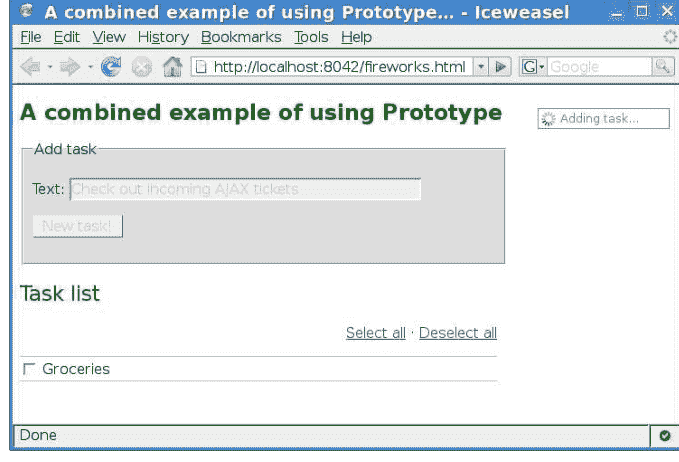 A combined example of using Prototype... - Iceweasel
File Edit View History Bookmarks Tools Help
http://localhost:8042/fireworks.html G Google
A combined example of using Prototype
Adding task...
Add task
Text: Check out incoming AJAX tickets
New task!
Task list
Select all · Deselect all
Groceries
Done